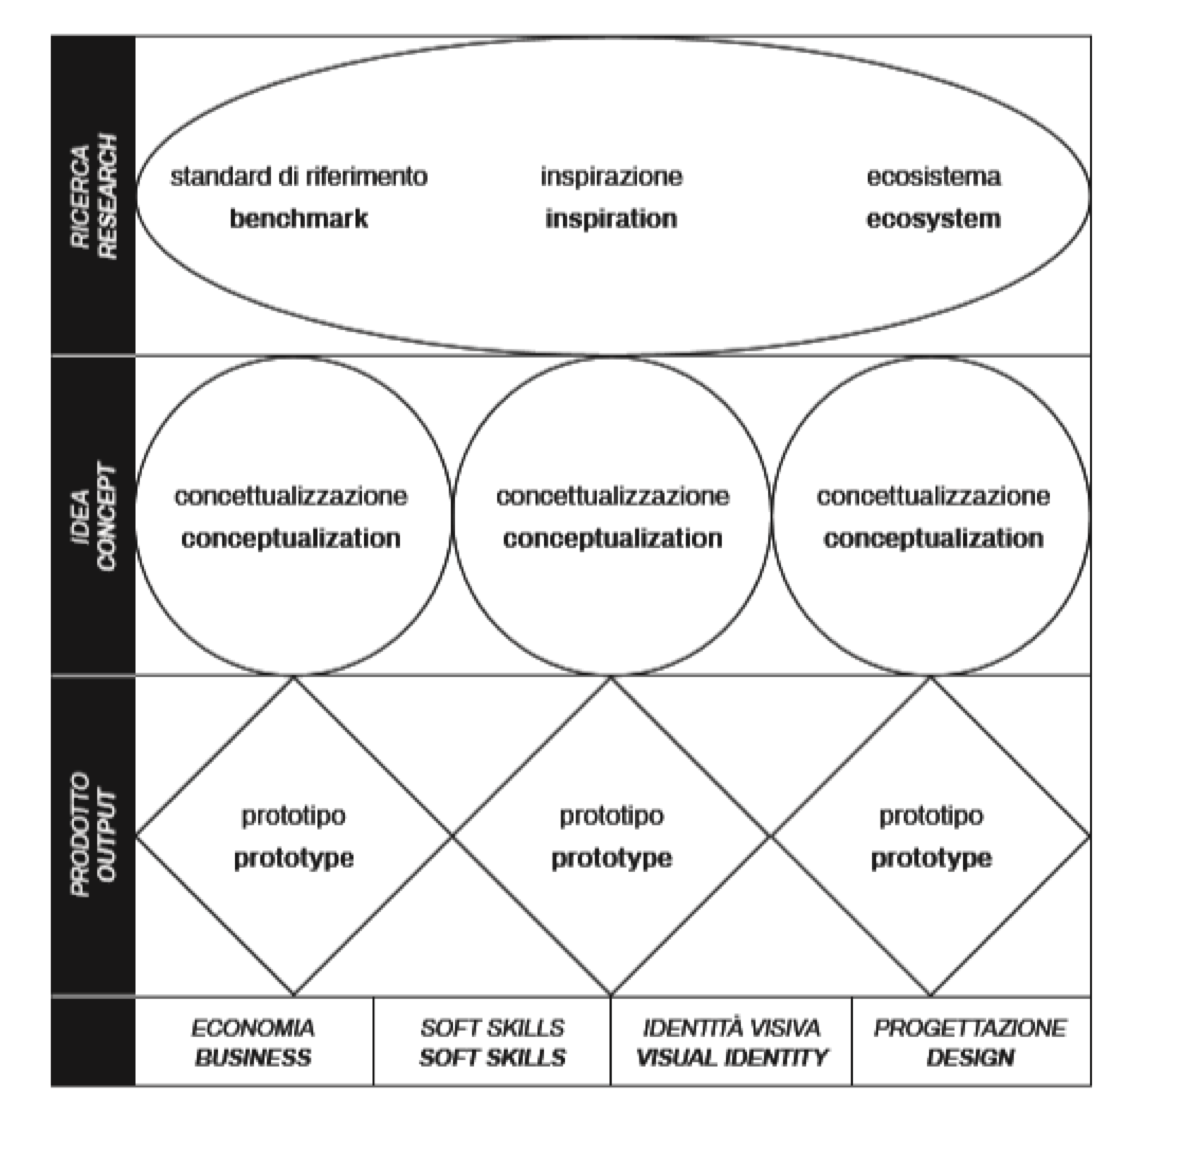 RICERCA
RESEARCH
standard di riferimento
benchmark
inspirazione
inspiration
ecosistema
ecosystem
IDEA
CONCEPT
concettualizzazione
conceptualization
concettualizzazione
conceptualization
concettualizzazione
conceptualization
PRODOTTO
OUTPUT
prototipo
prototype
prototipo
prototype
prototipo
prototype
ECONOMIA
BUSINESS
SOFT SKILLS
SOFT SKILLS
IDENTITÀ VISIVA
VISUAL IDENTITY
PROGETTAZIONE
DESIGN